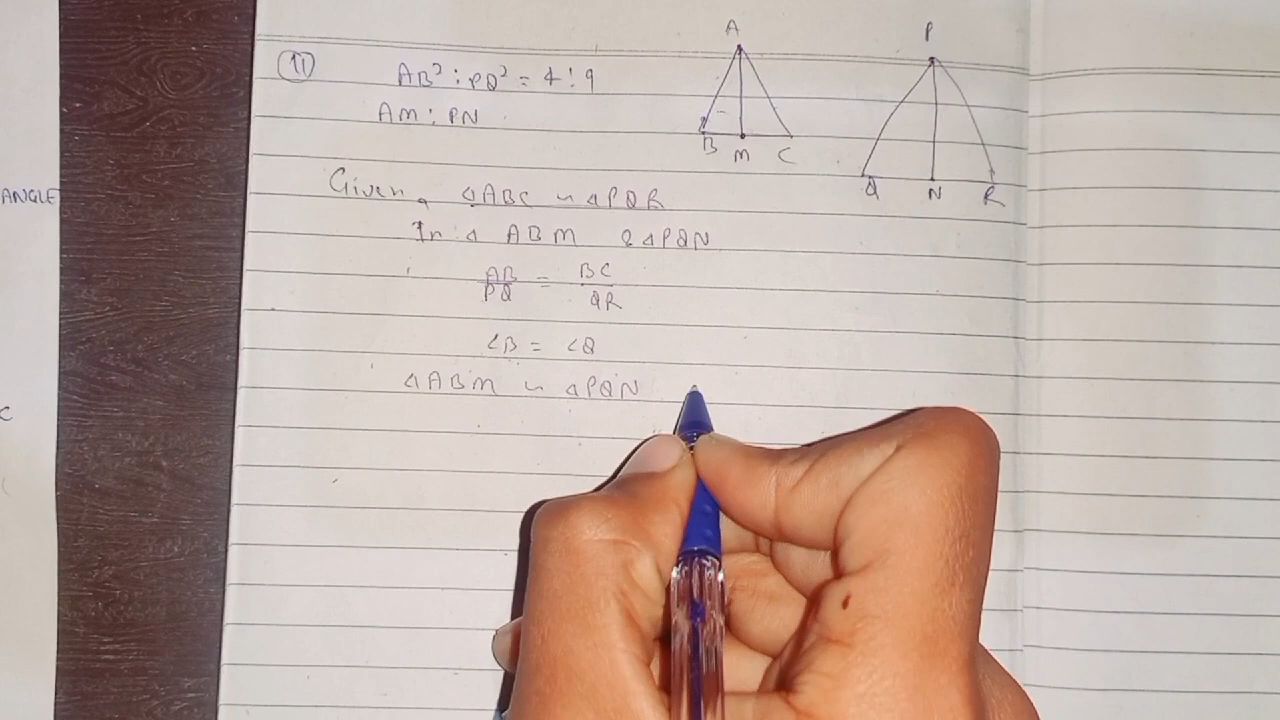 ANGLE
C
11
AB² : PQ² = 4 : 9
AM : PN
A
B M C
P
Q N R
Given, △ABC ~ △PQR
In △ ABM & △PQN
AB/PQ = BC/QR
∠B = ∠Q
△ABM ~ △PQN